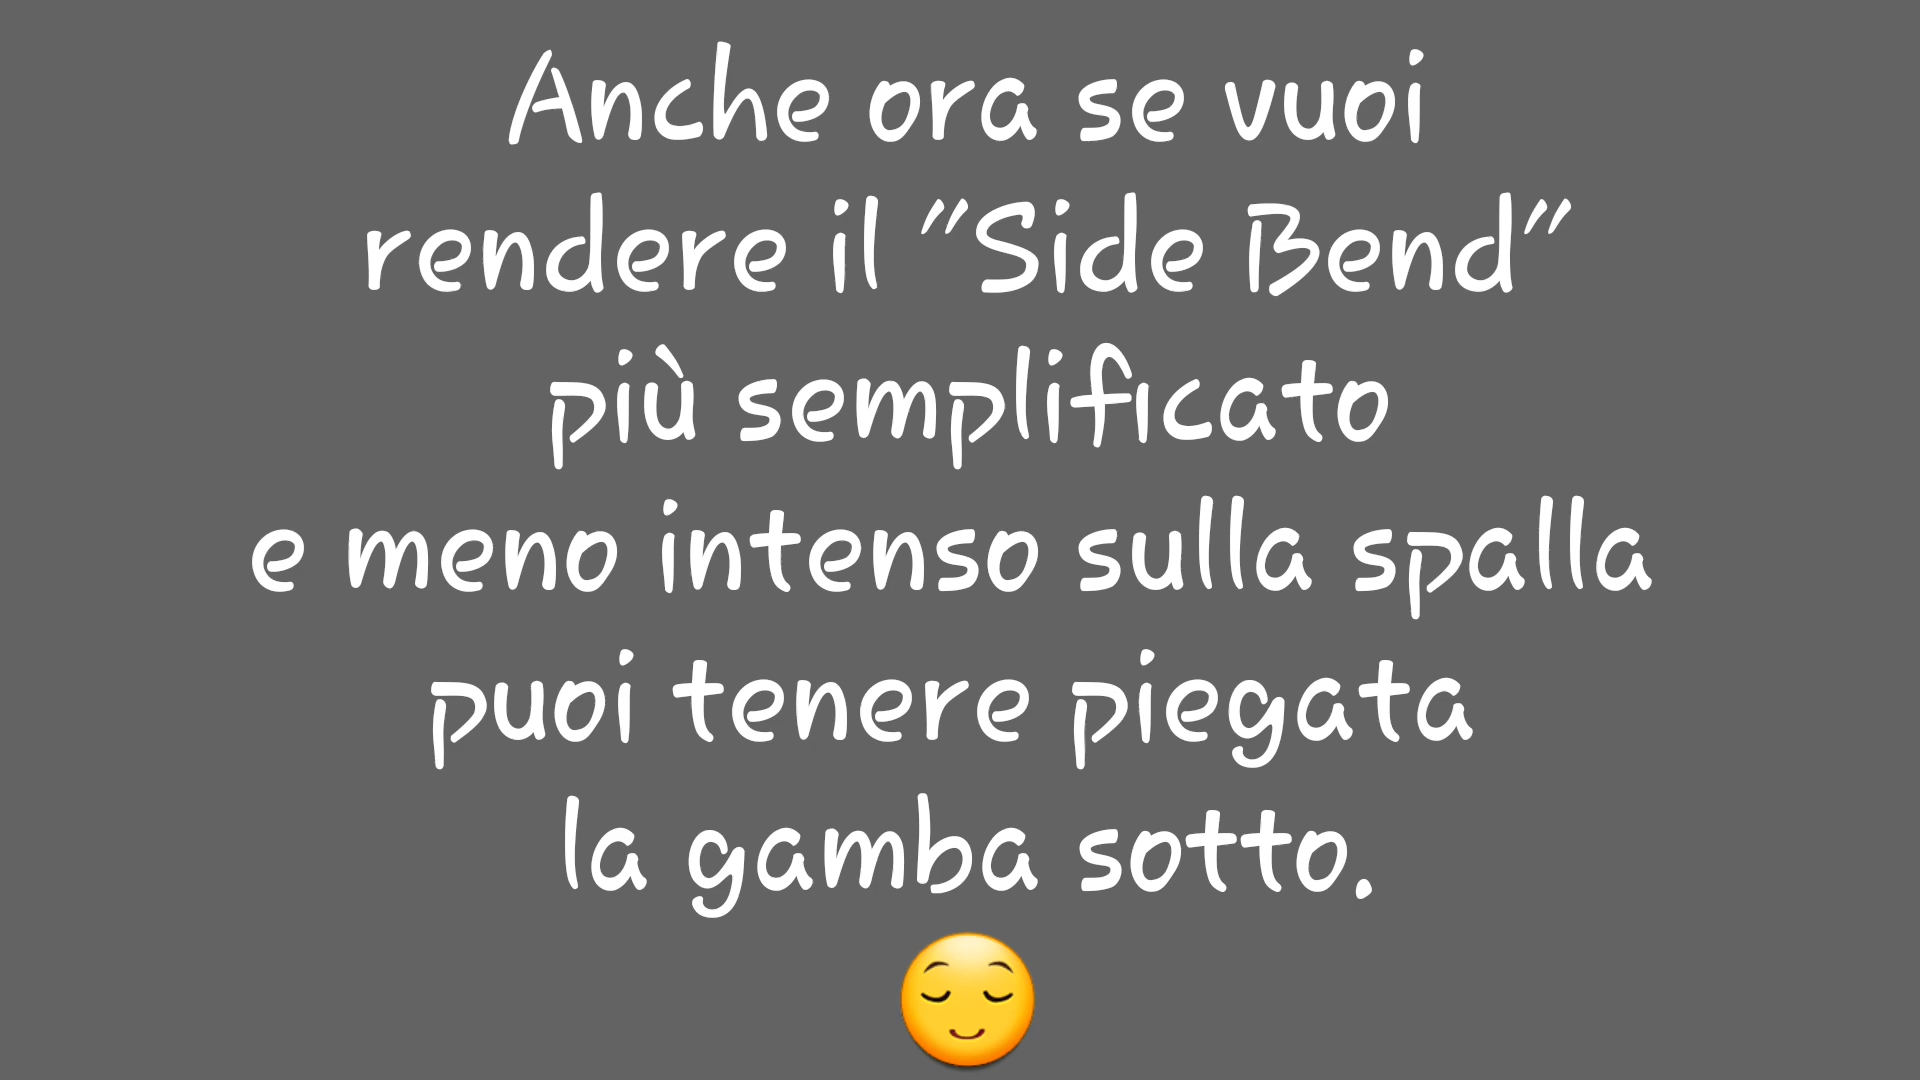 Anche ora se vuoi
rendere il "Side Bend"
più semplificato
e meno intenso sulla spalla
puoi tenere piegata
la gamba sotto.